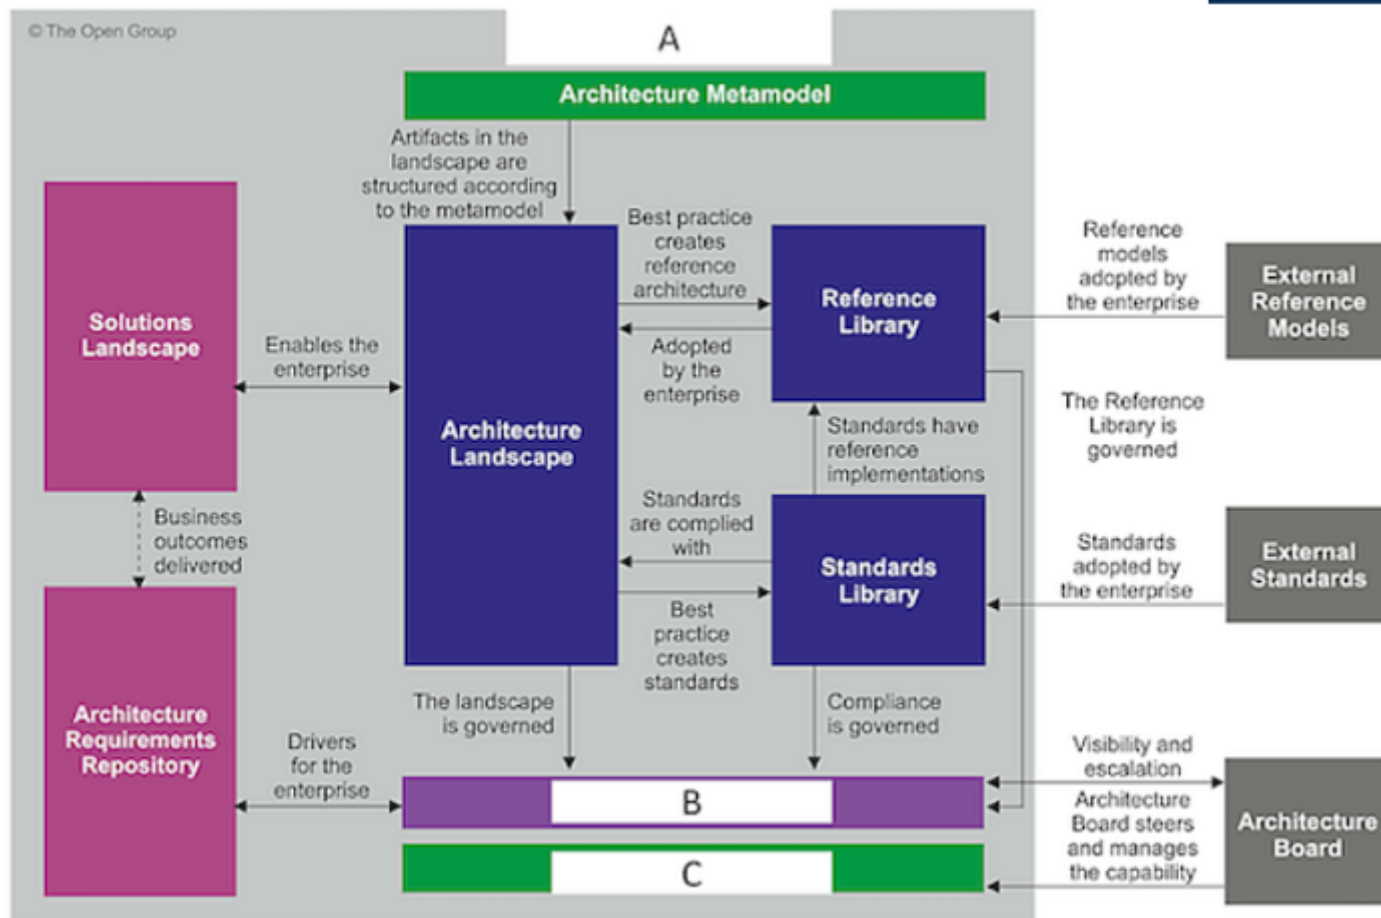 © The Open Group
A
Architecture Metamodel
Artifacts in the
landscape are
structured according
to the metamodel
Solutions
Landscape
Enables the
enterprise
Architecture
Landscape
Best practice
creates
reference
architecture
Adopted
by the
enterprise
Reference
Library
Reference
models
adopted by
the enterprise
External
Reference
Models
The Reference
Library is
governed
Standards have
reference
implementations
Business
outcomes
delivered
Standards
are complied
with
Best
practice
creates
standards
Standards
Library
Standards
adopted by
the enterprise
External
Standards
Architecture
Requirements
Repository
Drivers
for the
enterprise
The landscape
is governed
Compliance
is governed
B
C
Visibility and
escalation
Architecture
Board steers
and manages
the capability
Architecture
Board